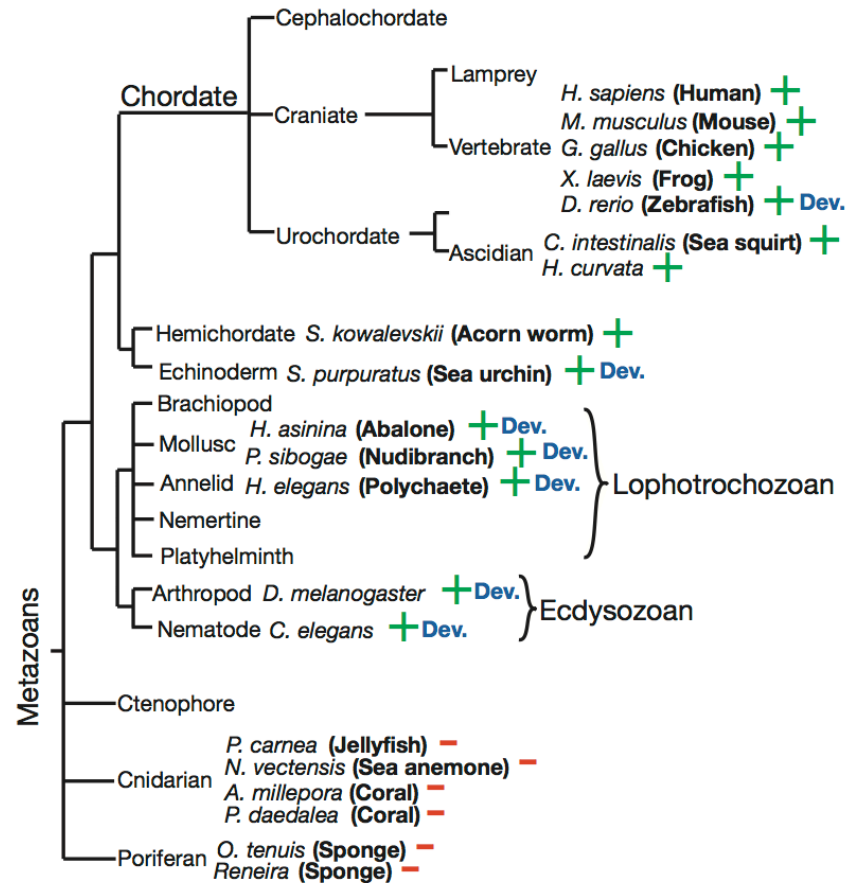 Cephalochordate
Lamprey
Chordate
H. sapiens (Human) +
Craniate
M. musculus (Mouse) +
Vertebrate G. gallus (Chicken) +
X. laevis (Frog) +
D. rerio (Zebrafish) + Dev.
Urochordate
Ascidian C. intestinalis (Sea squirt) +
H. curvata +
Hemichordate S. kowalevskii (Acorn worm) +
Echinoderm S. purpuratus (Sea urchin) + Dev.
Brachiopod
Mollusc H. asinina (Abalone) + Dev.
P. sibogae (Nudibranch) + Dev.
Annelid H. elegans (Polychaete) + Dev.
Lophotrochozoan
Nemertine
Platyhelminth
Arthropod D. melanogaster + Dev.
Ecdysozoan
Nematode C. elegans + Dev.
Metazoans
Ctenophore
P. carnea (Jellyfish) -
N. vectensis (Sea anemone) -
Cnidarian
A. millepora (Coral) -
P. daedalea (Coral) -
Poriferan O. tenuis (Sponge) -
Reneira (Sponge) -